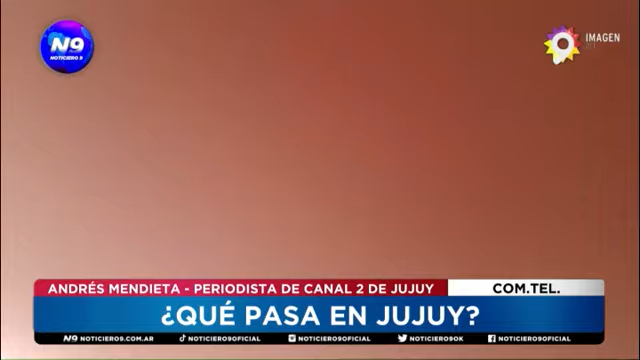 N9
NOTICIERO 9
IMAGEN
ANDRÉS MENDIETA - PERIODISTA DE CANAL 2 DE JUJUY
COM.TEL.
¿QUÉ PASA EN JUJUY?
N9 NOTICIERO9.COM.AR
NOTICIERO9OFICIAL
NOTICIERO9OK
NOTICIERO9OFICIAL